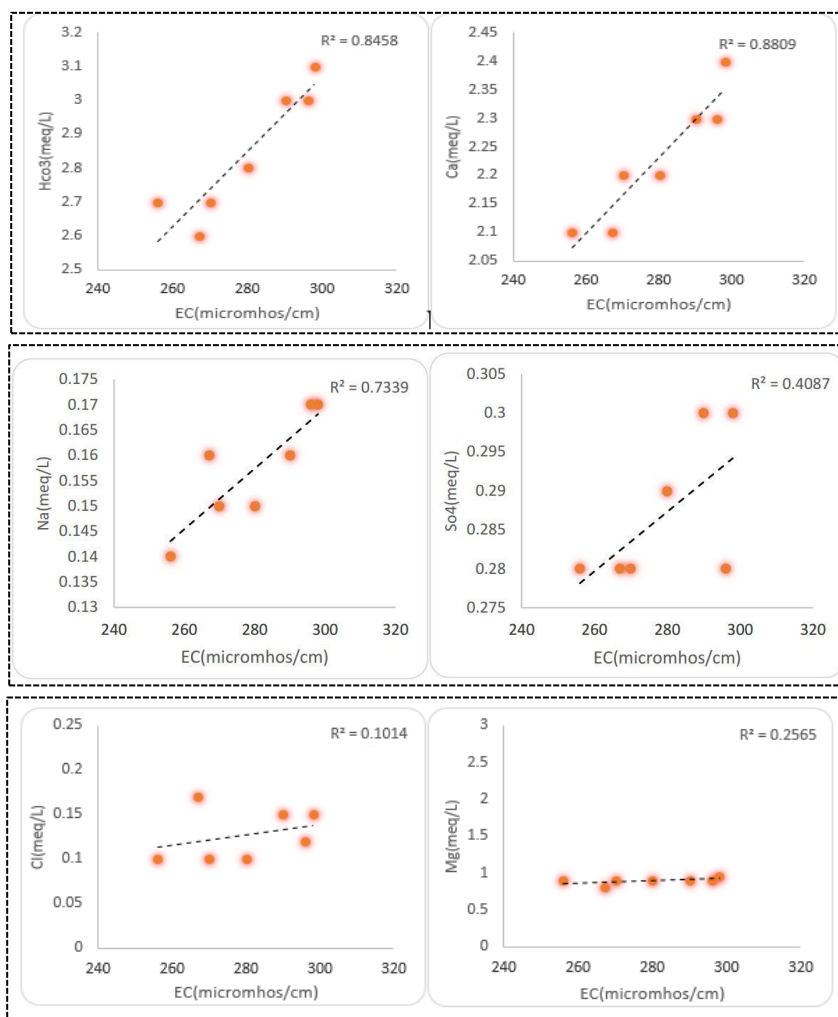 R² = 0.8458
3.2
3.1
3
2.9
2.8
2.7
2.6
2.5
Hco3(meq/L)
240 260 280 300 320
EC(micromhos/cm)
R² = 0.8809
2.45
2.4
2.35
2.3
2.25
2.2
2.15
2.1
2.05
Ca(meq/L)
240 260 280 300 320
EC(micromhos/cm)
R² = 0.7339
0.175
0.17
0.165
0.16
0.155
0.15
0.145
0.14
0.135
0.13
Na(meq/L)
240 260 280 300 320
EC(micromhos/cm)
R² = 0.4087
0.305
0.3
0.295
0.29
0.285
0.28
0.275
So4(meq/L)
240 260 280 300 320
EC(micromhos/cm)
R² = 0.1014
0.25
0.2
0.15
0.1
0.05
0
Cl(meq/L)
240 260 280 300 320
EC(micromhos/cm)
R² = 0.2565
3
2.5
2
1.5
1
0.5
0
Mg(meq/L)
240 260 280 300 320
EC(micromhos/cm)